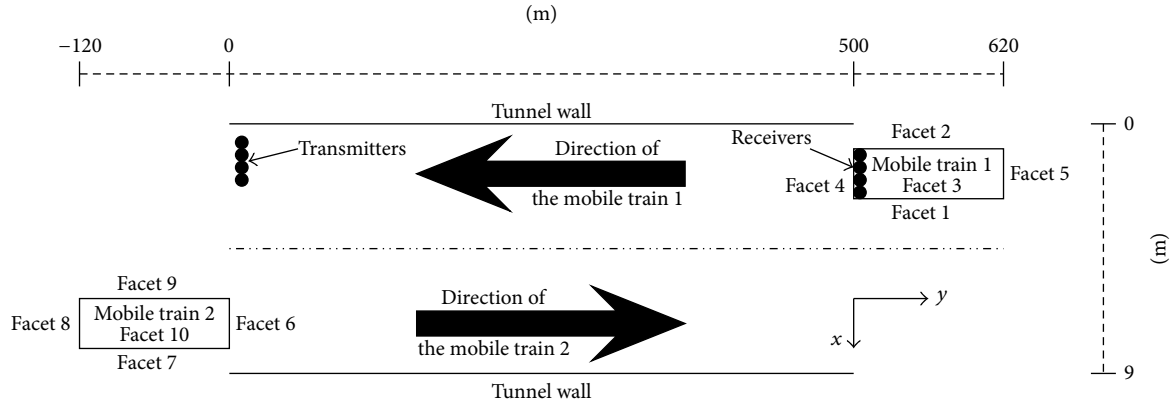 (m)
−120
0
500
620
Tunnel wall
0
Transmitters
Direction of
the mobile train 1
Receivers
Facet 2
Mobile train 1
Facet 3
Facet 4
Facet 5
Facet 1
(m)
Facet 9
Mobile train 2
Facet 10
Facet 8
Facet 6
Facet 7
Direction of
the mobile train 2
y
x
Tunnel wall
9